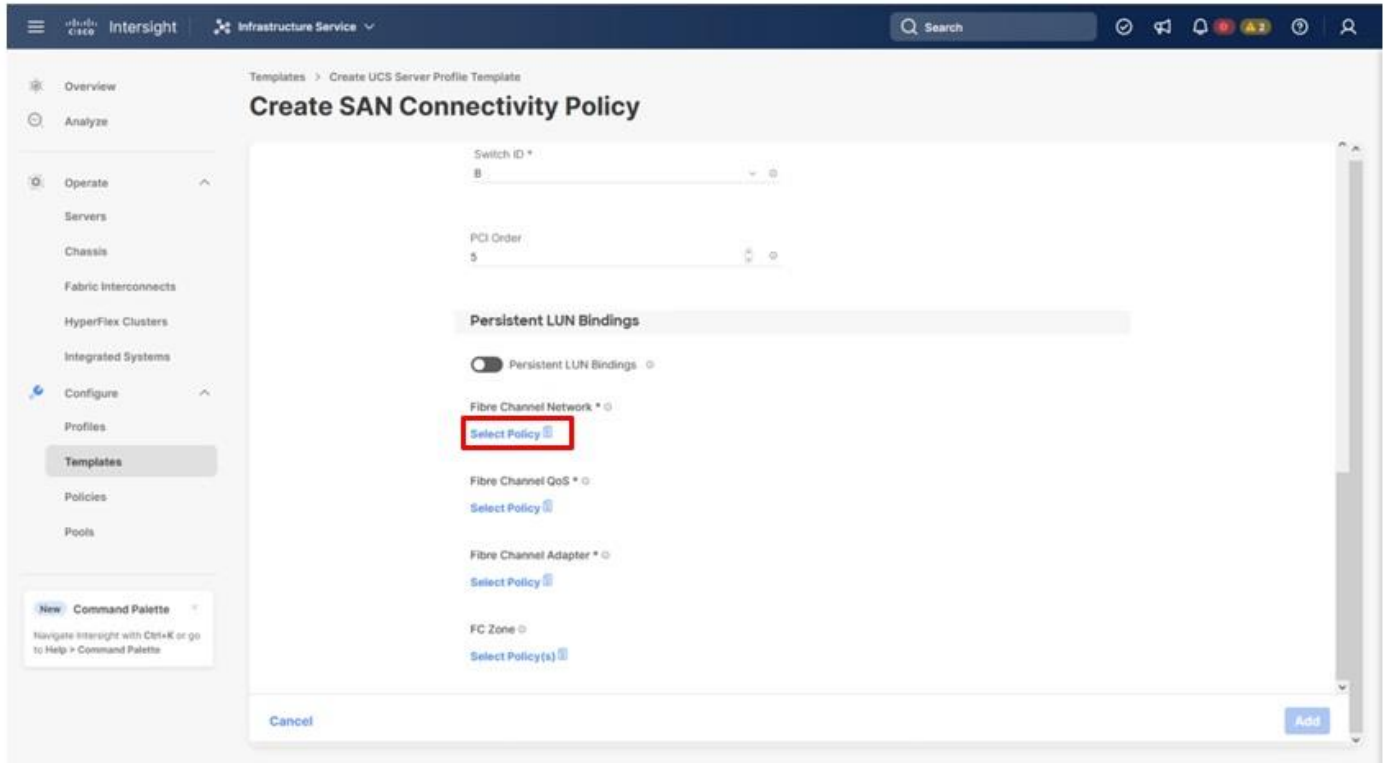 CISCO Intersight
Infrastructure Service
Search
2
Overview
Analyze
Operate
Servers
Chassis
Fabric Interconnects
HyperFlex Clusters
Integrated Systems
Configure
Profiles
Templates
Policies
Pools
New Command Palette
Navigate Intersight with Ctrl+K or go
to Help > Command Palette
Templates > Create UCS Server Profile Template
Create SAN Connectivity Policy
Switch ID *
B
PCI Order
5
Persistent LUN Bindings
Persistent LUN Bindings
Fibre Channel Network *
Select Policy
Fibre Channel QoS *
Select Policy
Fibre Channel Adapter *
Select Policy
FC Zone
Select Policy(s)
Cancel
Add